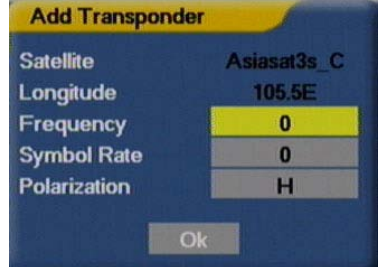 Add Transponder
Satellite Asiasat3s_C
Longitude 105.5E
Frequency 0
Symbol Rate 0
Polarization H
Ok